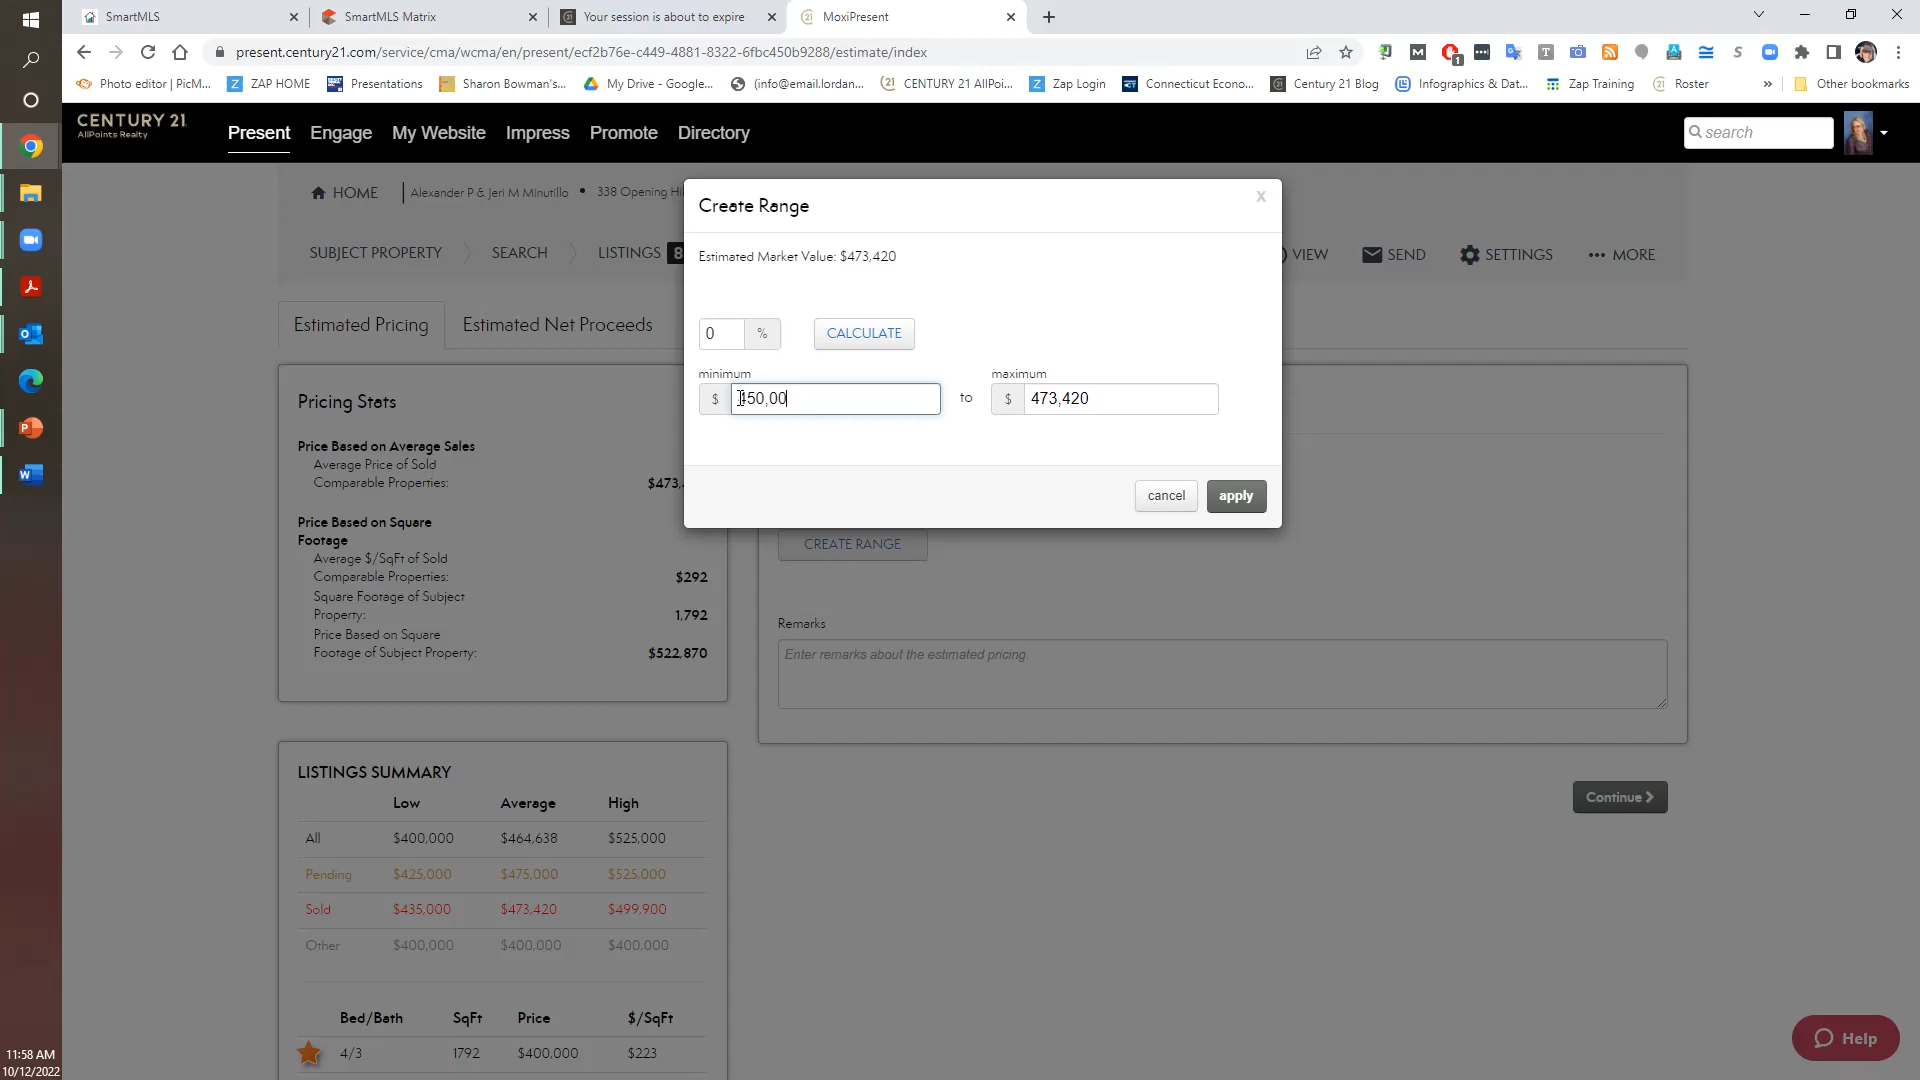 SmartMLS
SmartMLS Matrix
Your session is about to expire
MoxiPresent
present.century21.com/service/cma/wcma/en/present/ecf2b76e-c449-4881-8322-6fbc450b9288/estimate/index
Photo editor | PicM...
ZAP HOME
Presentations
Sharon Bowman's...
My Drive - Google...
(info@email.lordan...
CENTURY 21 AllPoi...
Zap Login
Connecticut Econo...
Century 21 Blog
Infographics & Dat...
Zap Training
Roster
»
Other bookmarks
CENTURY 21
AllPoints Realty
Present
Engage
My Website
Impress
Promote
Directory
search
HOME
Alexander P & Jeri M Minutillo • 338 Opening Hi
SUBJECT PROPERTY
SEARCH
LISTINGS 8
VIEW
SEND
SETTINGS
MORE
Create Range
X
Estimated Market Value: $473,420
0 %
CALCULATE
minimum
maximum
$ 450,00
to
$ 473,420
cancel
apply
Estimated Pricing
Estimated Net Proceeds
Pricing Stats
Price Based on Average Sales
Average Price of Sold
Comparable Properties: $473,
Price Based on Square
Footage
Average $/SqFt of Sold
Comparable Properties: $292
Square Footage of Subject
Property: 1,792
Price Based on Square
Footage of Subject Property: $522,870
CREATE RANGE
Remarks
Enter remarks about the estimated pricing.
Continue
LISTINGS SUMMARY
Low Average High
All $400,000 $464,638 $525,000
Pending $425,000 $475,000 $525,000
Sold $435,000 $473,420 $499,900
Other $400,000 $400,000 $400,000
Bed/Bath SqFt Price $/SqFt
4/3 1792 $400,000 $223
Help
11:58 AM
10/12/2022